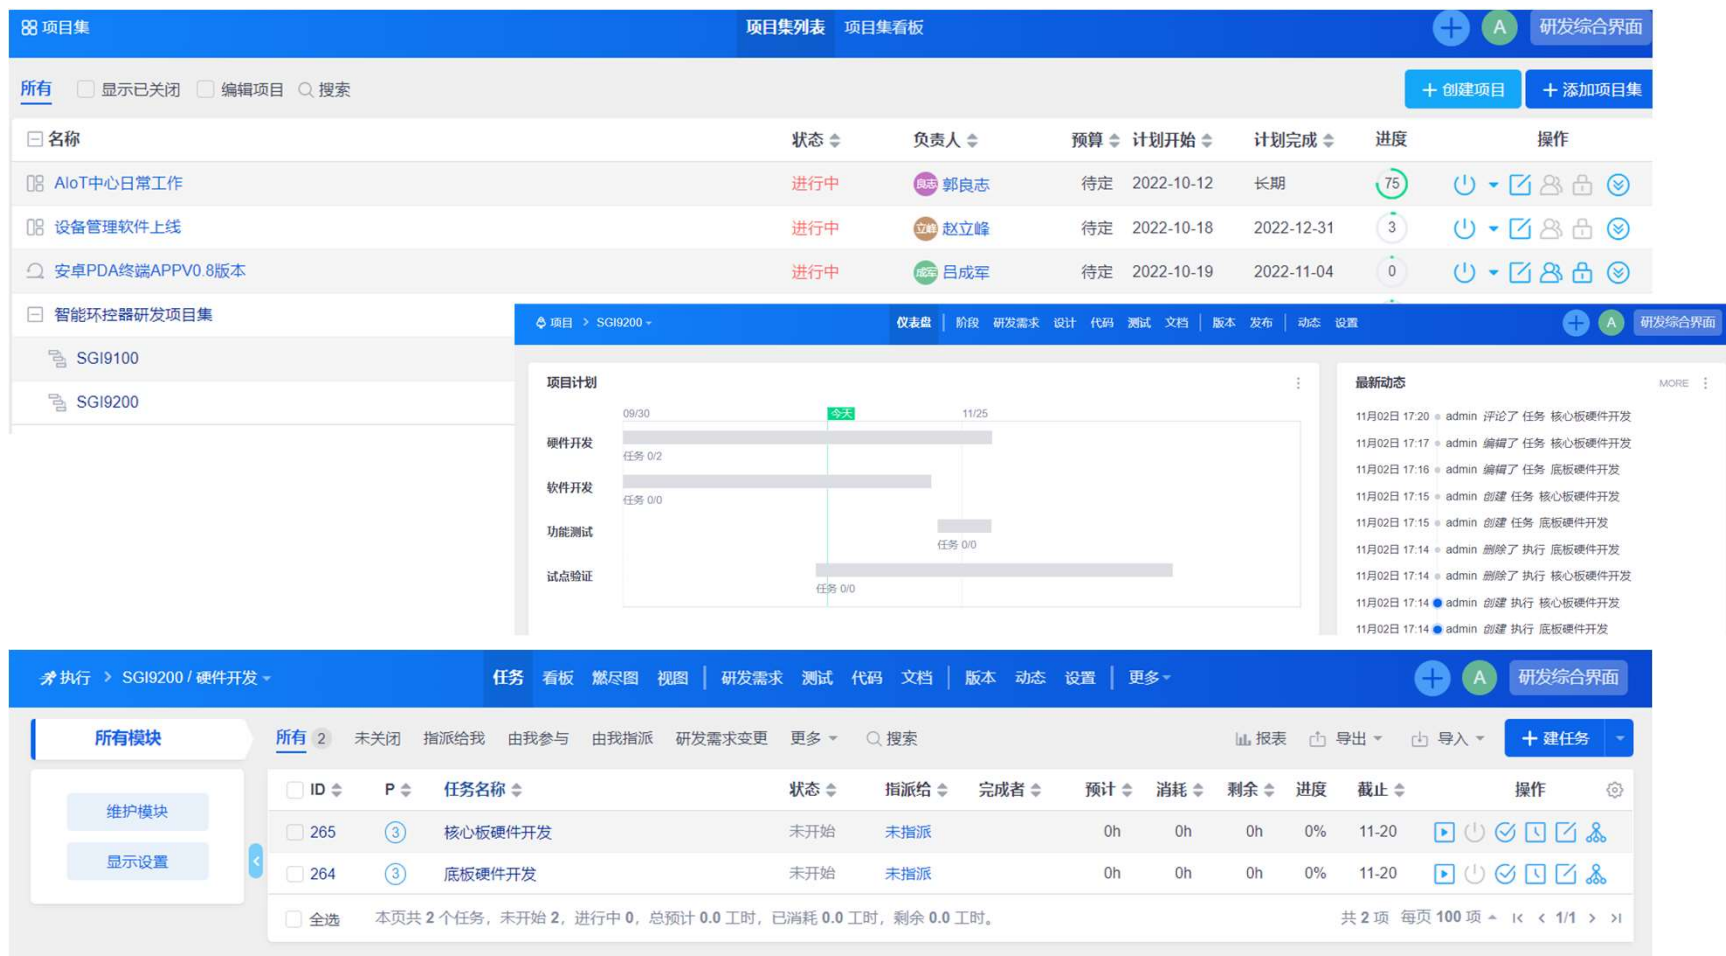 项目集 项目集列表 项目集看板 A 研发综合界面
所有 显示已关闭 编辑项目 搜索 创建项目 添加项目集
名称 状态 负责人 预算 计划开始 计划完成 进度 操作
AIoT中心日常工作 进行中 良志 郭良志 待定 2022-10-12 长期 75
设备管理软件上线 进行中 立峰 赵立峰 待定 2022-10-18 2022-12-31 3
安卓PDA终端APPV0.8版本 进行中 成军 吕成军 待定 2022-10-19 2022-11-04 0
智能环控器研发项目集
SGI9100
SGI9200
项目 > SGI9200 仪表盘 阶段 研发需求 设计 代码 测试 文档 版本 发布 动态 设置 A 研发综合界面
项目计划
09/30 今天 11/25
硬件开发
任务 0/2
软件开发
任务 0/0
功能测试
任务 0/0
试点验证
任务 0/0
最新动态 MORE
11月02日 17:20 admin 评论了 任务 核心板硬件开发
11月02日 17:17 admin 编辑了 任务 核心板硬件开发
11月02日 17:16 admin 编辑了 任务 底板硬件开发
11月02日 17:15 admin 创建 任务 核心板硬件开发
11月02日 17:15 admin 创建 任务 底板硬件开发
11月02日 17:14 admin 删除了 执行 底板硬件开发
11月02日 17:14 admin 删除了 执行 核心板硬件开发
11月02日 17:14 admin 创建 执行 核心板硬件开发
11月02日 17:14 admin 创建 执行 底板硬件开发
执行 > SGI9200 / 硬件开发 任务 看板 燃尽图 视图 研发需求 测试 代码 文档 版本 动态 设置 更多 A 研发综合界面
所有模块
维护模块
显示设置
所有 2 未关闭 指派给我 由我参与 由我指派 研发需求变更 更多 搜索 报表 导出 导入 建任务
ID P 任务名称 状态 指派给 完成者 预计 消耗 剩余 进度 截止 操作
265 3 核心板硬件开发 未开始 未指派 0h 0h 0h 0% 11-20
264 3 底板硬件开发 未开始 未指派 0h 0h 0h 0% 11-20
全选 本页共 2 个任务，未开始 2，进行中 0，总预计 0.0 工时，已消耗 0.0 工时，剩余 0.0 工时。 共 2 项 每页 100 项 1/1